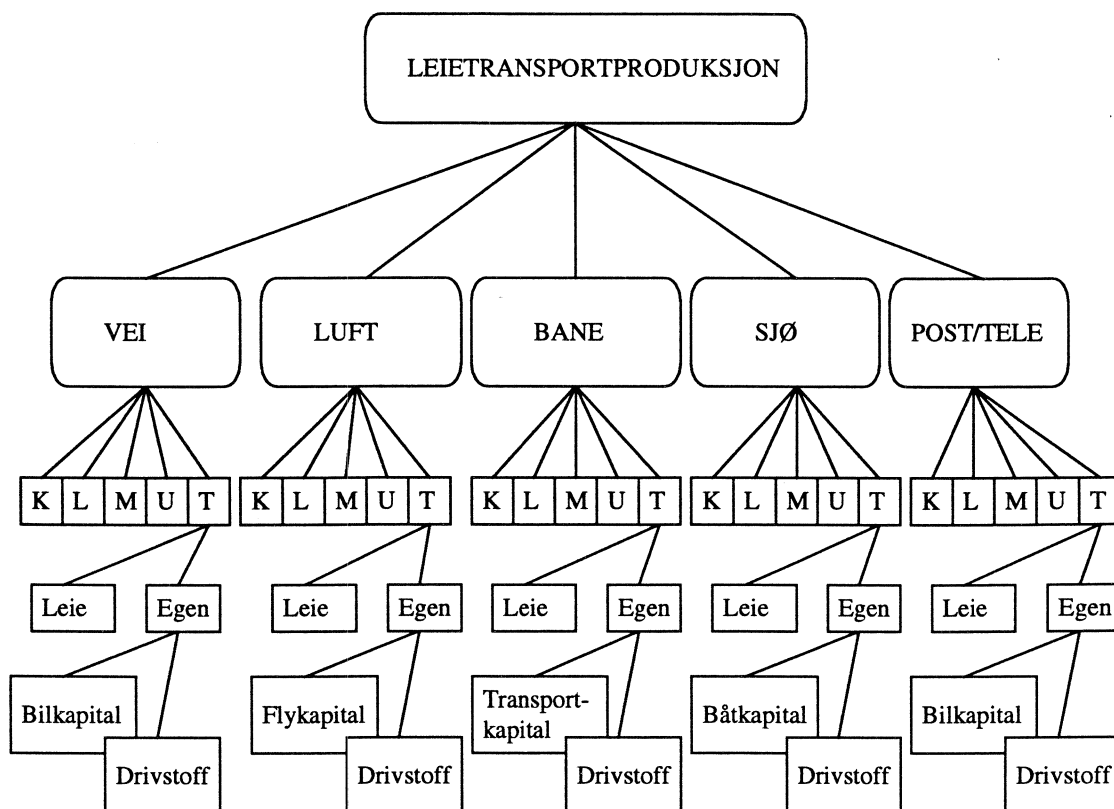 LEIETRANSPORTPRODUKSJON
VEI LUFT BANE SJØ POST/TELE
K L M U T K L M U T K L M U T K L M U T K L M U T
Leie Egen Leie Egen Leie Egen Leie Egen Leie Egen
Bilkapital Flykapital Transport-
kapital Båtkapital Bilkapital
Drivstoff Drivstoff Drivstoff Drivstoff Drivstoff